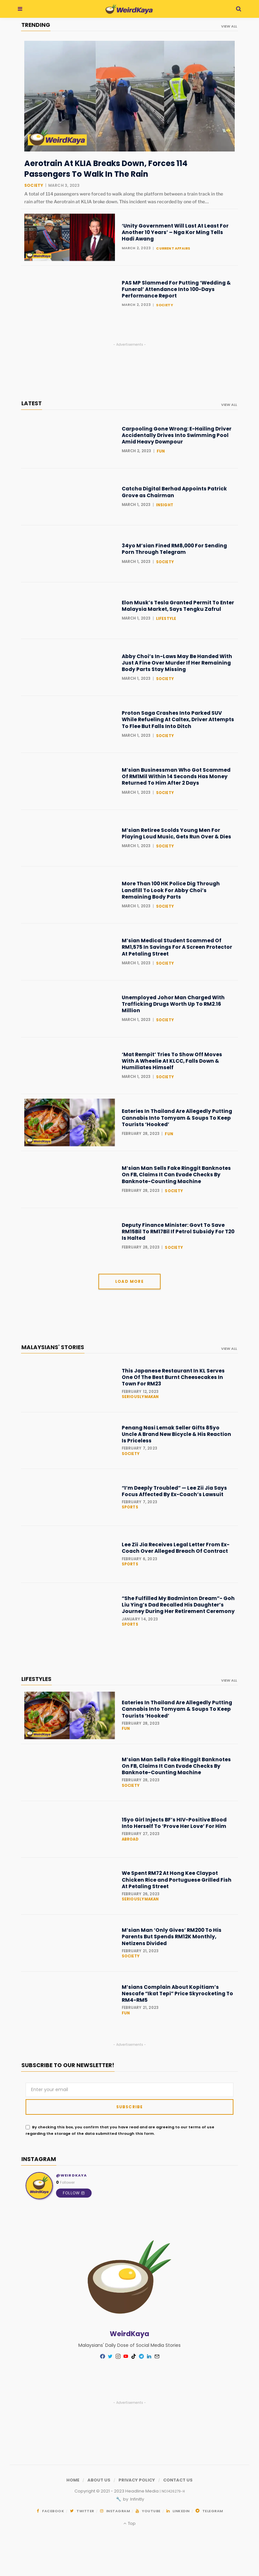 WeirdKaya
TRENDING
VIEW ALL
WeirdKaya
Aerotrain At KLIA Breaks Down, Forces 114
Passengers To Walk In The Rain
SOCIETY | MARCH 3, 2023
A total of 114 passengers were forced to walk along the platform between a train track in the
rain after the Aerotrain at KLIA broke down. This incident was recorded by one of the...
WeirdKaya
'Unity Government Will Last At Least For
Another 10 Years' – Nga Kor Ming Tells
Hadi Awang
MARCH 3, 2023 | CURRENT AFFAIRS
PAS MP Slammed For Putting 'Wedding &
Funeral' Attendance Into 100-Days
Performance Report
MARCH 2, 2023 | SOCIETY
- Advertisements -
LATEST
VIEW ALL
Carpooling Gone Wrong: E-Hailing Driver
Accidentally Drives Into Swimming Pool
Amid Heavy Downpour
MARCH 2, 2023 | FUN
Catcha Digital Berhad Appoints Patrick
Grove as Chairman
MARCH 1, 2023 | INSIGHT
34yo M'sian Fined RM8,000 For Sending
Porn Through Telegram
MARCH 1, 2023 | SOCIETY
Elon Musk's Tesla Granted Permit To Enter
Malaysia Market, Says Tengku Zafrul
MARCH 1, 2023 | LIFESTYLE
Abby Choi's In-Laws May Be Handed With
Just A Fine Over Murder If Her Remaining
Body Parts Stay Missing
MARCH 1, 2023 | SOCIETY
Proton Saga Crashes Into Parked SUV
While Refueling At Caltex, Driver Attempts
To Flee But Falls Into Ditch
MARCH 1, 2023 | SOCIETY
M'sian Businessman Who Got Scammed
Of RM1Mil Within 14 Seconds Has Money
Returned To Him After 2 Days
MARCH 1, 2023 | SOCIETY
M'sian Retiree Scolds Young Men For
Playing Loud Music, Gets Run Over & Dies
MARCH 1, 2023 | SOCIETY
More Than 100 HK Police Dig Through
Landfill To Look For Abby Choi's
Remaining Body Parts
MARCH 1, 2023 | SOCIETY
M'sian Medical Student Scammed Of
RM1,575 In Savings For A Screen Protector
At Petaling Street
MARCH 1, 2023 | SOCIETY
Unemployed Johor Man Charged With
Trafficking Drugs Worth Up To RM2.16
Million
MARCH 1, 2023 | SOCIETY
'Mat Rempit' Tries To Show Off Moves
With A Wheelie At KLCC, Falls Down &
Humiliates Himself
MARCH 1, 2023 | SOCIETY
WeirdKaya
Eateries In Thailand Are Allegedly Putting
Cannabis Into Tomyam & Soups To Keep
Tourists 'Hooked'
FEBRUARY 28, 2023 | FUN
M'sian Man Sells Fake Ringgit Banknotes
On FB, Claims It Can Evade Checks By
Banknote-Counting Machine
FEBRUARY 28, 2023 | SOCIETY
Deputy Finance Minister: Govt To Save
RM15Bil To RM17Bil If Petrol Subsidy For T20
Is Halted
FEBRUARY 28, 2023 | SOCIETY
LOAD MORE
MALAYSIANS' STORIES
VIEW ALL
This Japanese Restaurant In KL Serves
One Of The Best Burnt Cheesecakes In
Town For RM23
FEBRUARY 12, 2023
SERIOUSLYMAKAN
Penang Nasi Lemak Seller Gifts 85yo
Uncle A Brand New Bicycle & His Reaction
Is Priceless
FEBRUARY 7, 2023
SOCIETY
"I'm Deeply Troubled" — Lee Zii Jia Says
Focus Affected By Ex-Coach's Lawsuit
FEBRUARY 7, 2023
SPORTS
Lee Zii Jia Receives Legal Letter From Ex-
Coach Over Alleged Breach Of Contract
FEBRUARY 6, 2023
SPORTS
"She Fulfilled My Badminton Dream"- Goh
Liu Ying's Dad Recalled His Daughter's
Journey During Her Retirement Ceremony
JANUARY 14, 2023
SPORTS
LIFESTYLES
VIEW ALL
WeirdKaya
Eateries In Thailand Are Allegedly Putting
Cannabis Into Tomyam & Soups To Keep
Tourists 'Hooked'
FEBRUARY 28, 2023
FUN
M'sian Man Sells Fake Ringgit Banknotes
On FB, Claims It Can Evade Checks By
Banknote-Counting Machine
FEBRUARY 28, 2023
SOCIETY
15yo Girl Injects BF's HIV-Positive Blood
Into Herself To 'Prove Her Love' For Him
FEBRUARY 27, 2023
ABROAD
We Spent RM72 At Hong Kee Claypot
Chicken Rice and Portuguese Grilled Fish
At Petaling Street
FEBRUARY 26, 2023
SERIOUSLYMAKAN
M'sian Man 'Only Gives' RM200 To His
Parents But Spends RM12K Monthly,
Netizens Divided
FEBRUARY 21, 2023
SOCIETY
M'sians Complain About Kopitiam's
Nescafe "Ikat Tepi" Price Skyrocketing To
RM4-RM5
FEBRUARY 21, 2023
FUN
- Advertisements -
SUBSCRIBE TO OUR NEWSLETTER!
Enter your email
SUBSCRIBE
By checking this box, you confirm that you have read and are agreeing to our terms of use
regarding the storage of the data submitted through this form.
INSTAGRAM
@WEIRDKAYA
Follower
FOLLOW
WeirdKaya
WeirdKaya
Malaysians' Daily Dose of Social Media Stories
- Advertisements -
HOME / ABOUT US / PRIVACY POLICY / CONTACT US
by Wildfly
FACEBOOK TWITTER INSTAGRAM YOUTUBE LINKEDIN TELEGRAM
Top